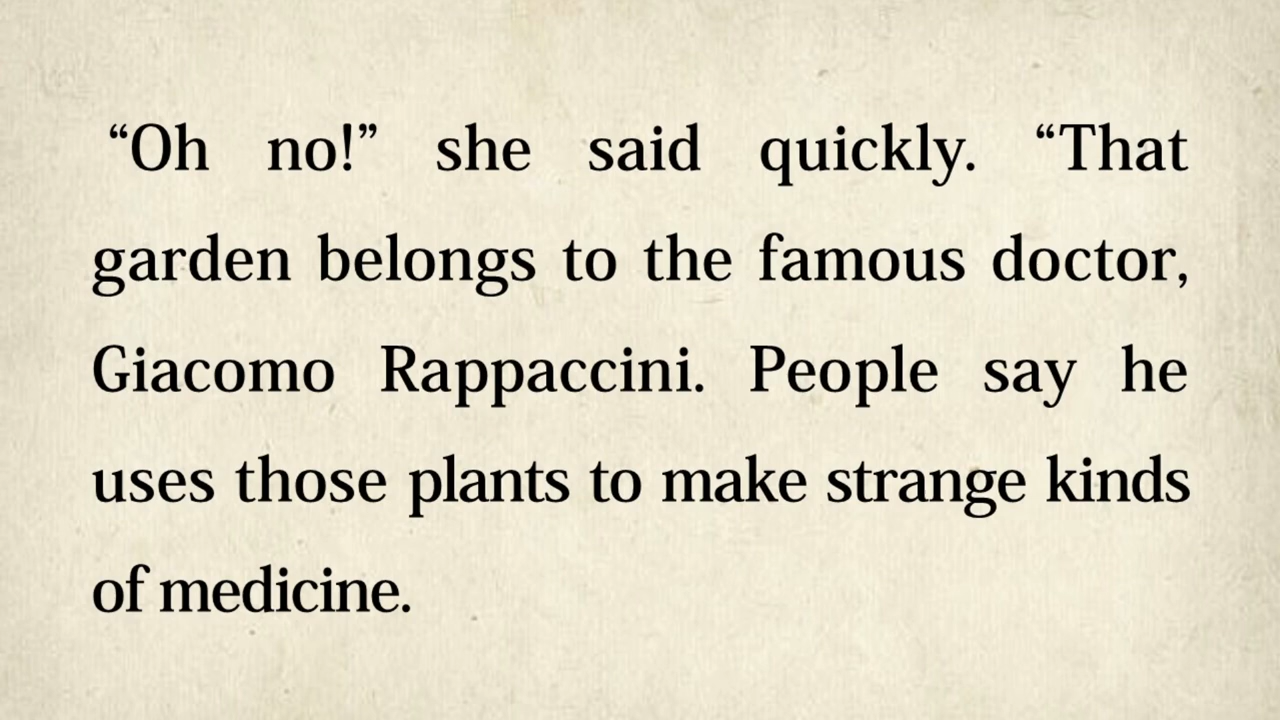 “Oh no!” she said quickly. “That
garden belongs to the famous doctor,
Giacomo Rappaccini. People say he
uses those plants to make strange kinds
of medicine.